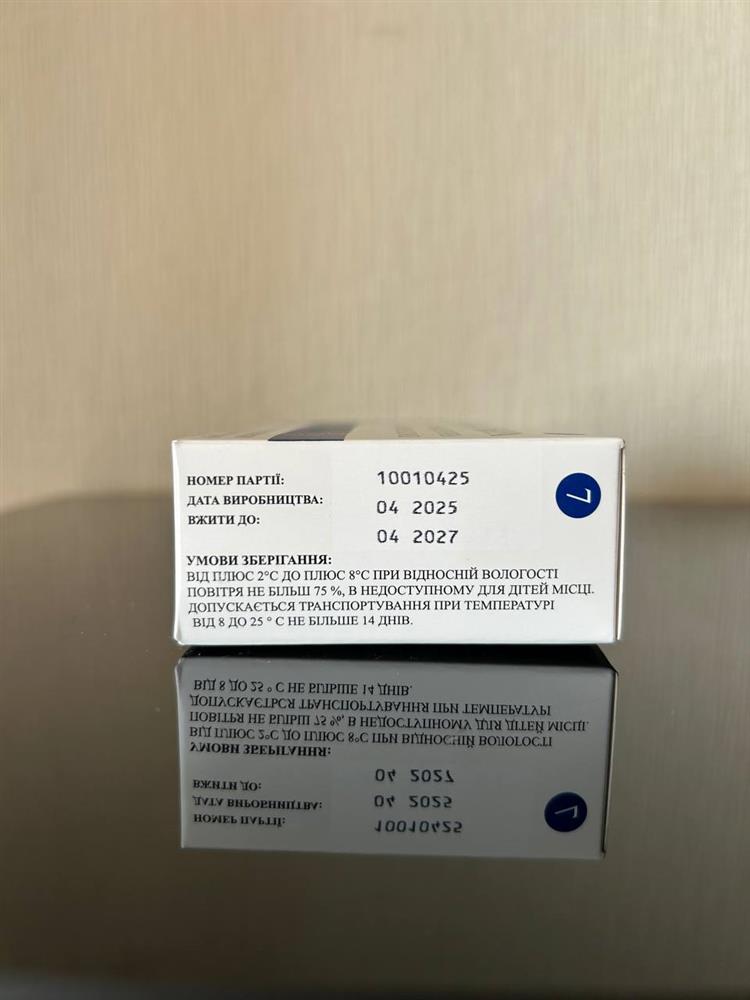 НОМЕР ПАРТІЇ: 10010425
ДАТА ВИРОБНИЦТВА: 04 2025
ВЖИТИ ДО: 04 2027
УМОВИ ЗБЕРІГАННЯ:
ВІД ПЛЮС 2°С ДО ПЛЮС 8°С ПРИ ВІДНОСНІЙ ВОЛОГОСТІ
ПОВІТРЯ НЕ БІЛЬШ 75 %, В НЕДОСТУПНОМУ ДЛЯ ДІТЕЙ МІСЦІ.
ДОПУСКАЄТЬСЯ ТРАНСПОРТУВАННЯ ПРИ ТЕМПЕРАТУРІ
ВІД 8 ДО 25 ° С НЕ БІЛЬШЕ 14 ДНІВ.